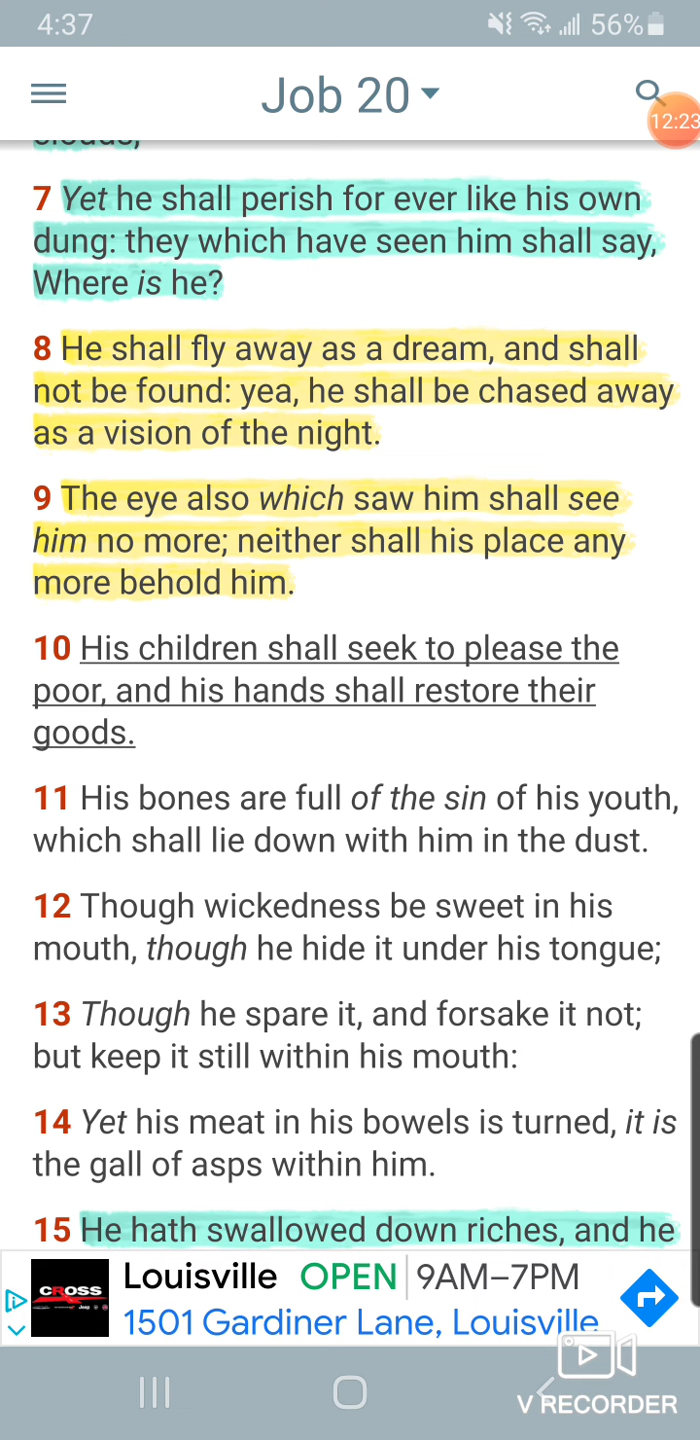 4:37 56%
Job 20
12:23
clouds,
7 Yet he shall perish for ever like his own
dung: they which have seen him shall say,
Where is he?
8 He shall fly away as a dream, and shall
not be found: yea, he shall be chased away
as a vision of the night.
9 The eye also which saw him shall see
him no more; neither shall his place any
more behold him.
10 His children shall seek to please the
poor, and his hands shall restore their
goods.
11 His bones are full of the sin of his youth,
which shall lie down with him in the dust.
12 Though wickedness be sweet in his
mouth, though he hide it under his tongue;
13 Though he spare it, and forsake it not;
but keep it still within his mouth:
14 Yet his meat in his bowels is turned, it is
the gall of asps within him.
15 He hath swallowed down riches, and he
CROSS
Louisville OPEN 9AM–7PM
1501 Gardiner Lane, Louisville
V RECORDER